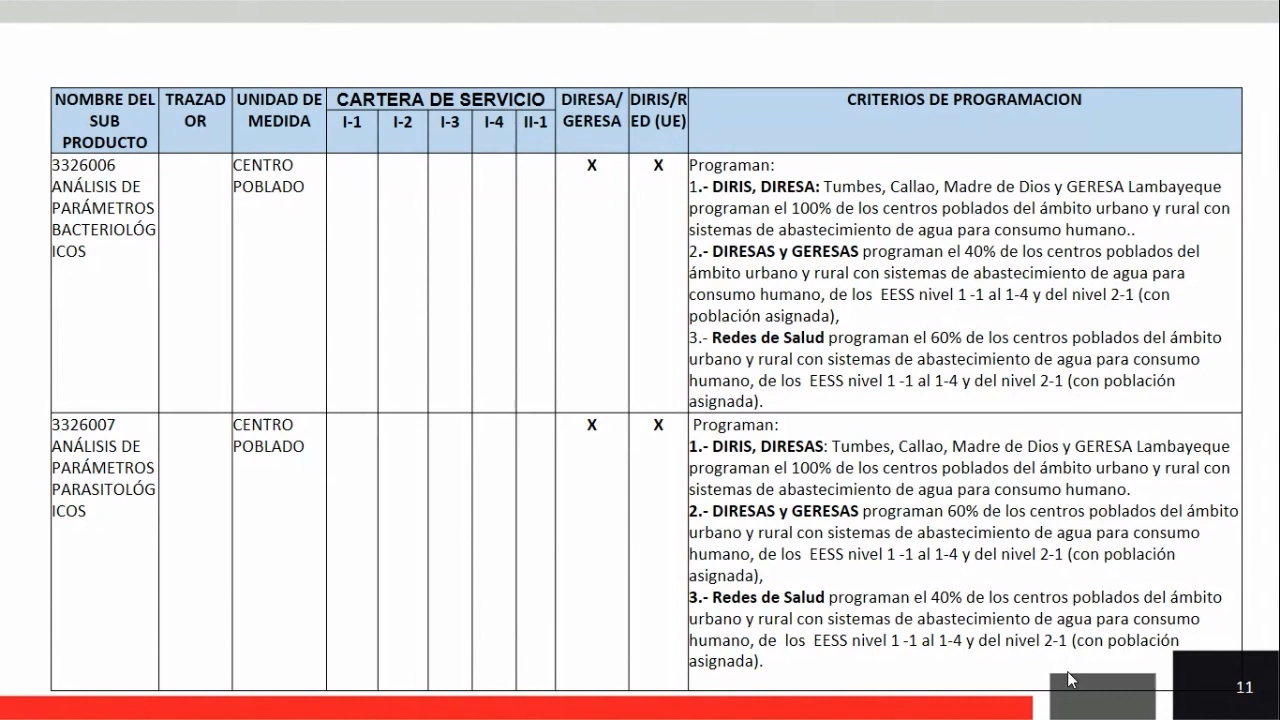 NOMBRE DEL
SUB
PRODUCTO
TRAZAD
OR
UNIDAD DE
MEDIDA
CARTERA DE SERVICIO
I-1
I-2
I-3
I-4
II-1
DIRESA/
GERESA
DIRIS/R
ED (UE)
CRITERIOS DE PROGRAMACION
3326006
ANÁLISIS DE
PARÁMETROS
BACTERIOLÓG
ICOS
CENTRO
POBLADO
X
X
Programan:
1.- DIRIS, DIRESA: Tumbes, Callao, Madre de Dios y GERESA Lambayeque
programan el 100% de los centros poblados del ámbito urbano y rural con
sistemas de abastecimiento de agua para consumo humano..
2.- DIRESAS y GERESAS programan el 40% de los centros poblados del
ámbito urbano y rural con sistemas de abastecimiento de agua para
consumo humano, de los  EESS nivel 1 -1 al 1-4 y del nivel 2-1 (con
población asignada),
3.- Redes de Salud programan el 60% de los centros poblados del ámbito
urbano y rural con sistemas de abastecimiento de agua para consumo
humano, de los  EESS nivel 1 -1 al 1-4 y del nivel 2-1 (con población
asignada).
3326007
ANÁLISIS DE
PARÁMETROS
PARASITOLÓG
ICOS
CENTRO
POBLADO
X
X
Programan:
1.- DIRIS, DIRESAS: Tumbes, Callao, Madre de Dios y GERESA Lambayeque
programan el 100% de los centros poblados del ámbito urbano y rural con
sistemas de abastecimiento de agua para consumo humano.
2.- DIRESAS y GERESAS programan 60% de los centros poblados del ámbito
urbano y rural con sistemas de abastecimiento de agua para consumo
humano, de los  EESS nivel 1 -1 al 1-4 y del nivel 2-1 (con población
asignada),
3.- Redes de Salud programan el 40% de los centros poblados del ámbito
urbano y rural con sistemas de abastecimiento de agua para consumo
humano, de  los  EESS nivel 1 -1 al 1-4 y del nivel 2-1 (con población
asignada).
11